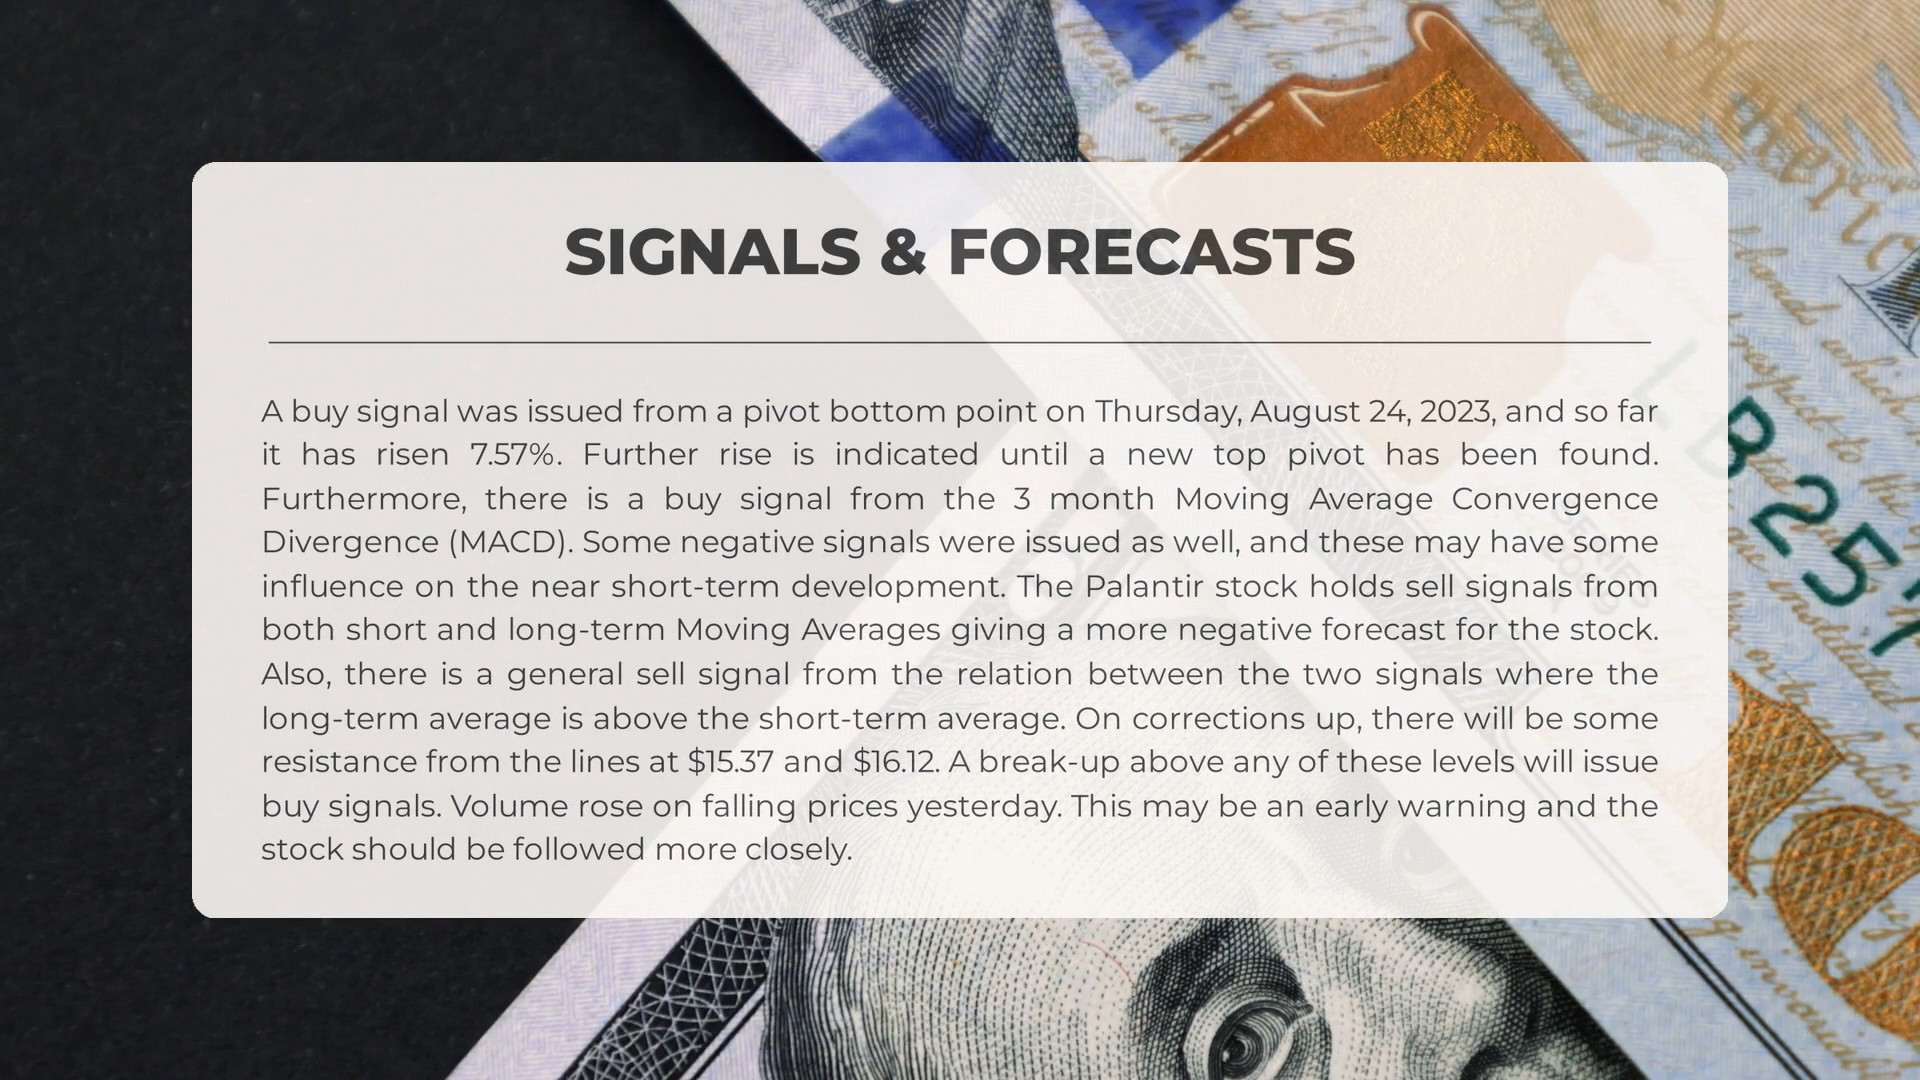 SIGNALS & FORECASTS
A buy signal was issued from a pivot bottom point on Thursday, August 24, 2023, and so far
it has risen 7.57%. Further rise is indicated until a new top pivot has been found.
Furthermore, there is a buy signal from the 3 month Moving Average Convergence
Divergence (MACD). Some negative signals were issued as well, and these may have some
influence on the near short-term development. The Palantir stock holds sell signals from
both short and long-term Moving Averages giving a more negative forecast for the stock.
Also, there is a general sell signal from the relation between the two signals where the
long-term average is above the short-term average. On corrections up, there will be some
resistance from the lines at $15.37 and $16.12. A break-up above any of these levels will issue
buy signals. Volume rose on falling prices yesterday. This may be an early warning and the
stock should be followed more closely.